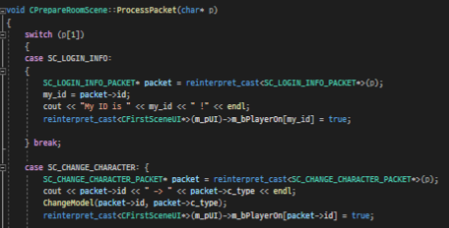 void CPrepareRoomScene::ProcessPacket(char* p)
{
switch (p[1])
{
case SC_LOGIN_INFO:
{
SC_LOGIN_INFO_PACKET* packet = reinterpret_cast<SC_LOGIN_INFO_PACKET*>(p);
my_id = packet->id;
cout << "My ID is " << my_id << " !" << endl;
reinterpret_cast<CFirstSceneUI*>(m_pUI)->m_bPlayerOn[my_id] = true;
} break;
case SC_CHANGE_CHARACTER: {
SC_CHANGE_CHARACTER_PACKET* packet = reinterpret_cast<SC_CHANGE_CHARACTER_PACKET*>(p);
cout << packet->id << " -> " << packet->c_type << endl;
ChangeModel(packet->id, packet->c_type);
reinterpret_cast<CFirstSceneUI*>(m_pUI)->m_bPlayerOn[packet->id] = true;